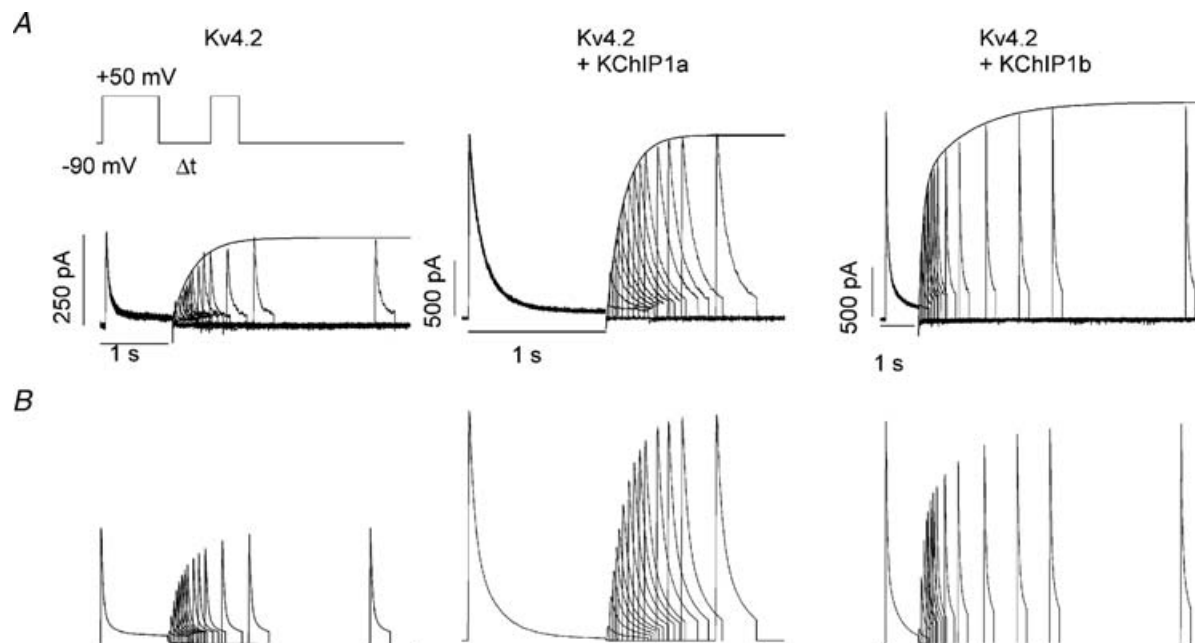 A
Kv4.2
Kv4.2
+ KChIP1a
Kv4.2
+ KChIP1b
+50 mV
-90 mV
Δt
250 pA
500 pA
500 pA
1 s
1 s
1 s
B